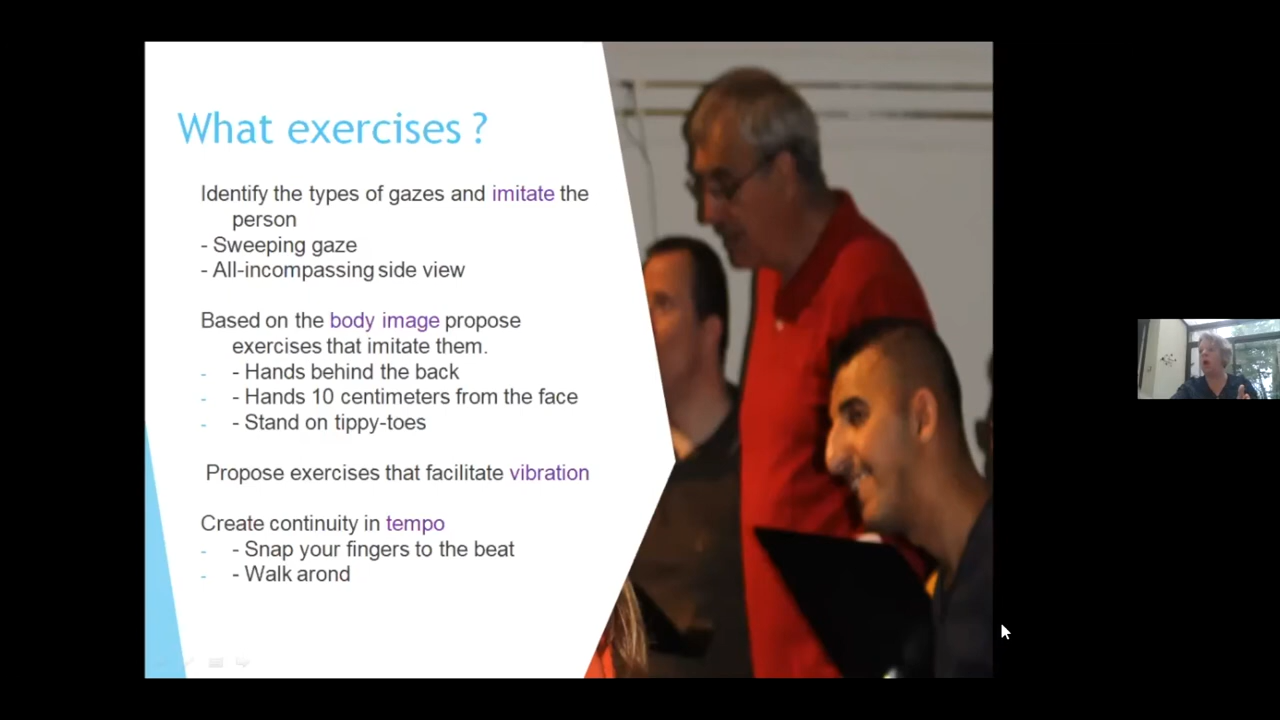 What exercises ?
Identify the types of gazes and imitate the
person
- Sweeping gaze
- All-incompassing side view
Based on the body image propose
exercises that imitate them.
- - Hands behind the back
- - Hands 10 centimeters from the face
- - Stand on tippy-toes
Propose exercises that facilitate vibration
Create continuity in tempo
- - Snap your fingers to the beat
- - Walk arond